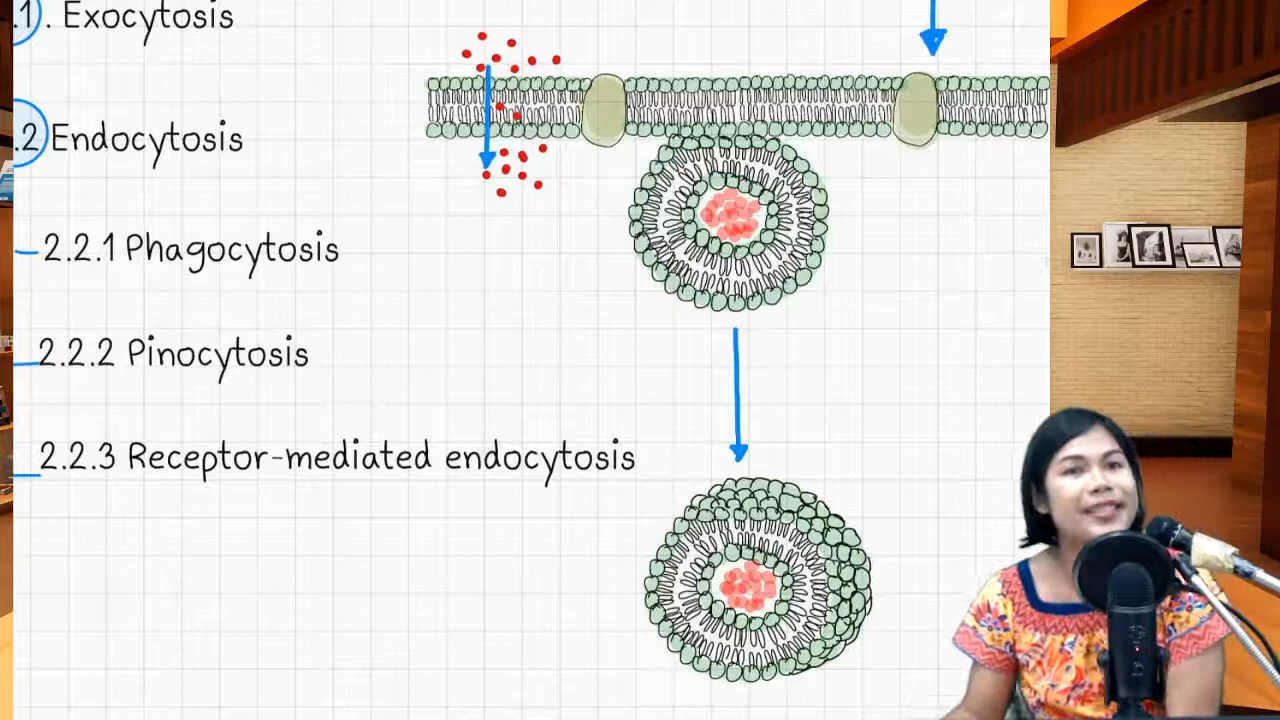 .1). Exocytosis
.2 Endocytosis
2.2.1 Phagocytosis
2.2.2 Pinocytosis
2.2.3 Receptor-mediated endocytosis